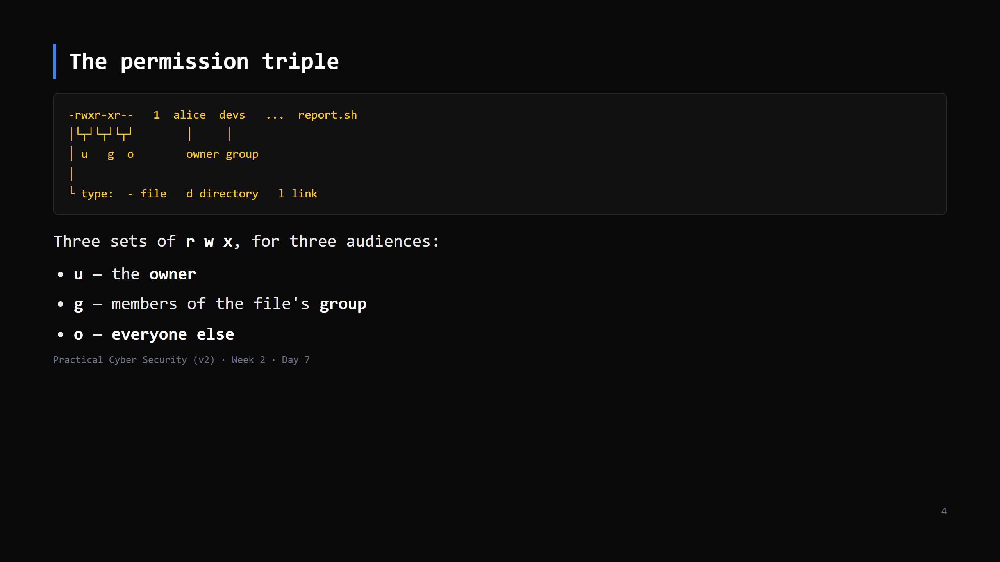 The permission triple
-rwxr-xr--   1  alice  devs   ...  report.sh
│└┬┘└┬┘└┬┘        │     │
│ u   g  o        owner group
│
└ type:  - file   d directory   l link
Three sets of r w x, for three audiences:
• u — the owner
• g — members of the file's group
• o — everyone else
Practical Cyber Security (v2) · Week 2 · Day 7
4